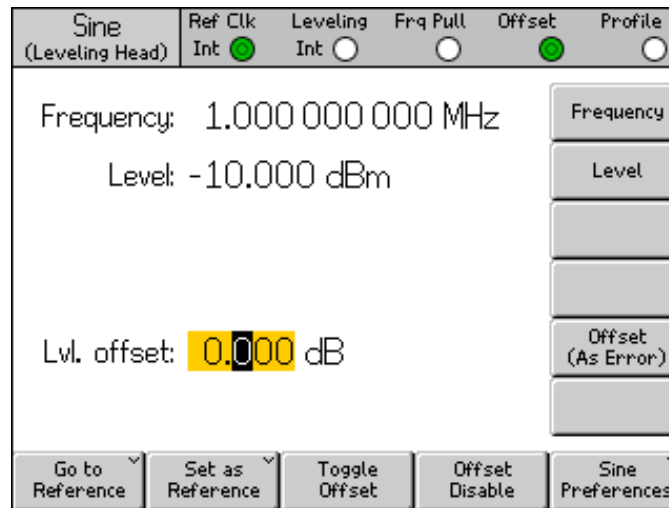 Sine
(Leveling Head)
Ref Clk
Int
Leveling
Int
Frq Pull
Offset
Profile
Frequency: 1.000 000 000 MHz
Frequency
Level: -10.000 dBm
Level
Lvl. offset: 0.000 dB
Offset
(As Error)
Go to
Reference
Set as
Reference
Toggle
Offset
Offset
Disable
Sine
Preferences